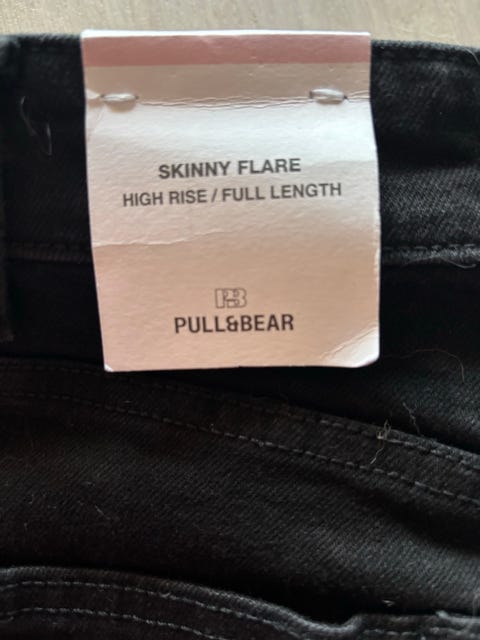 SKINNY FLARE
HIGH RISE / FULL LENGTH
PB
PULL&BEAR